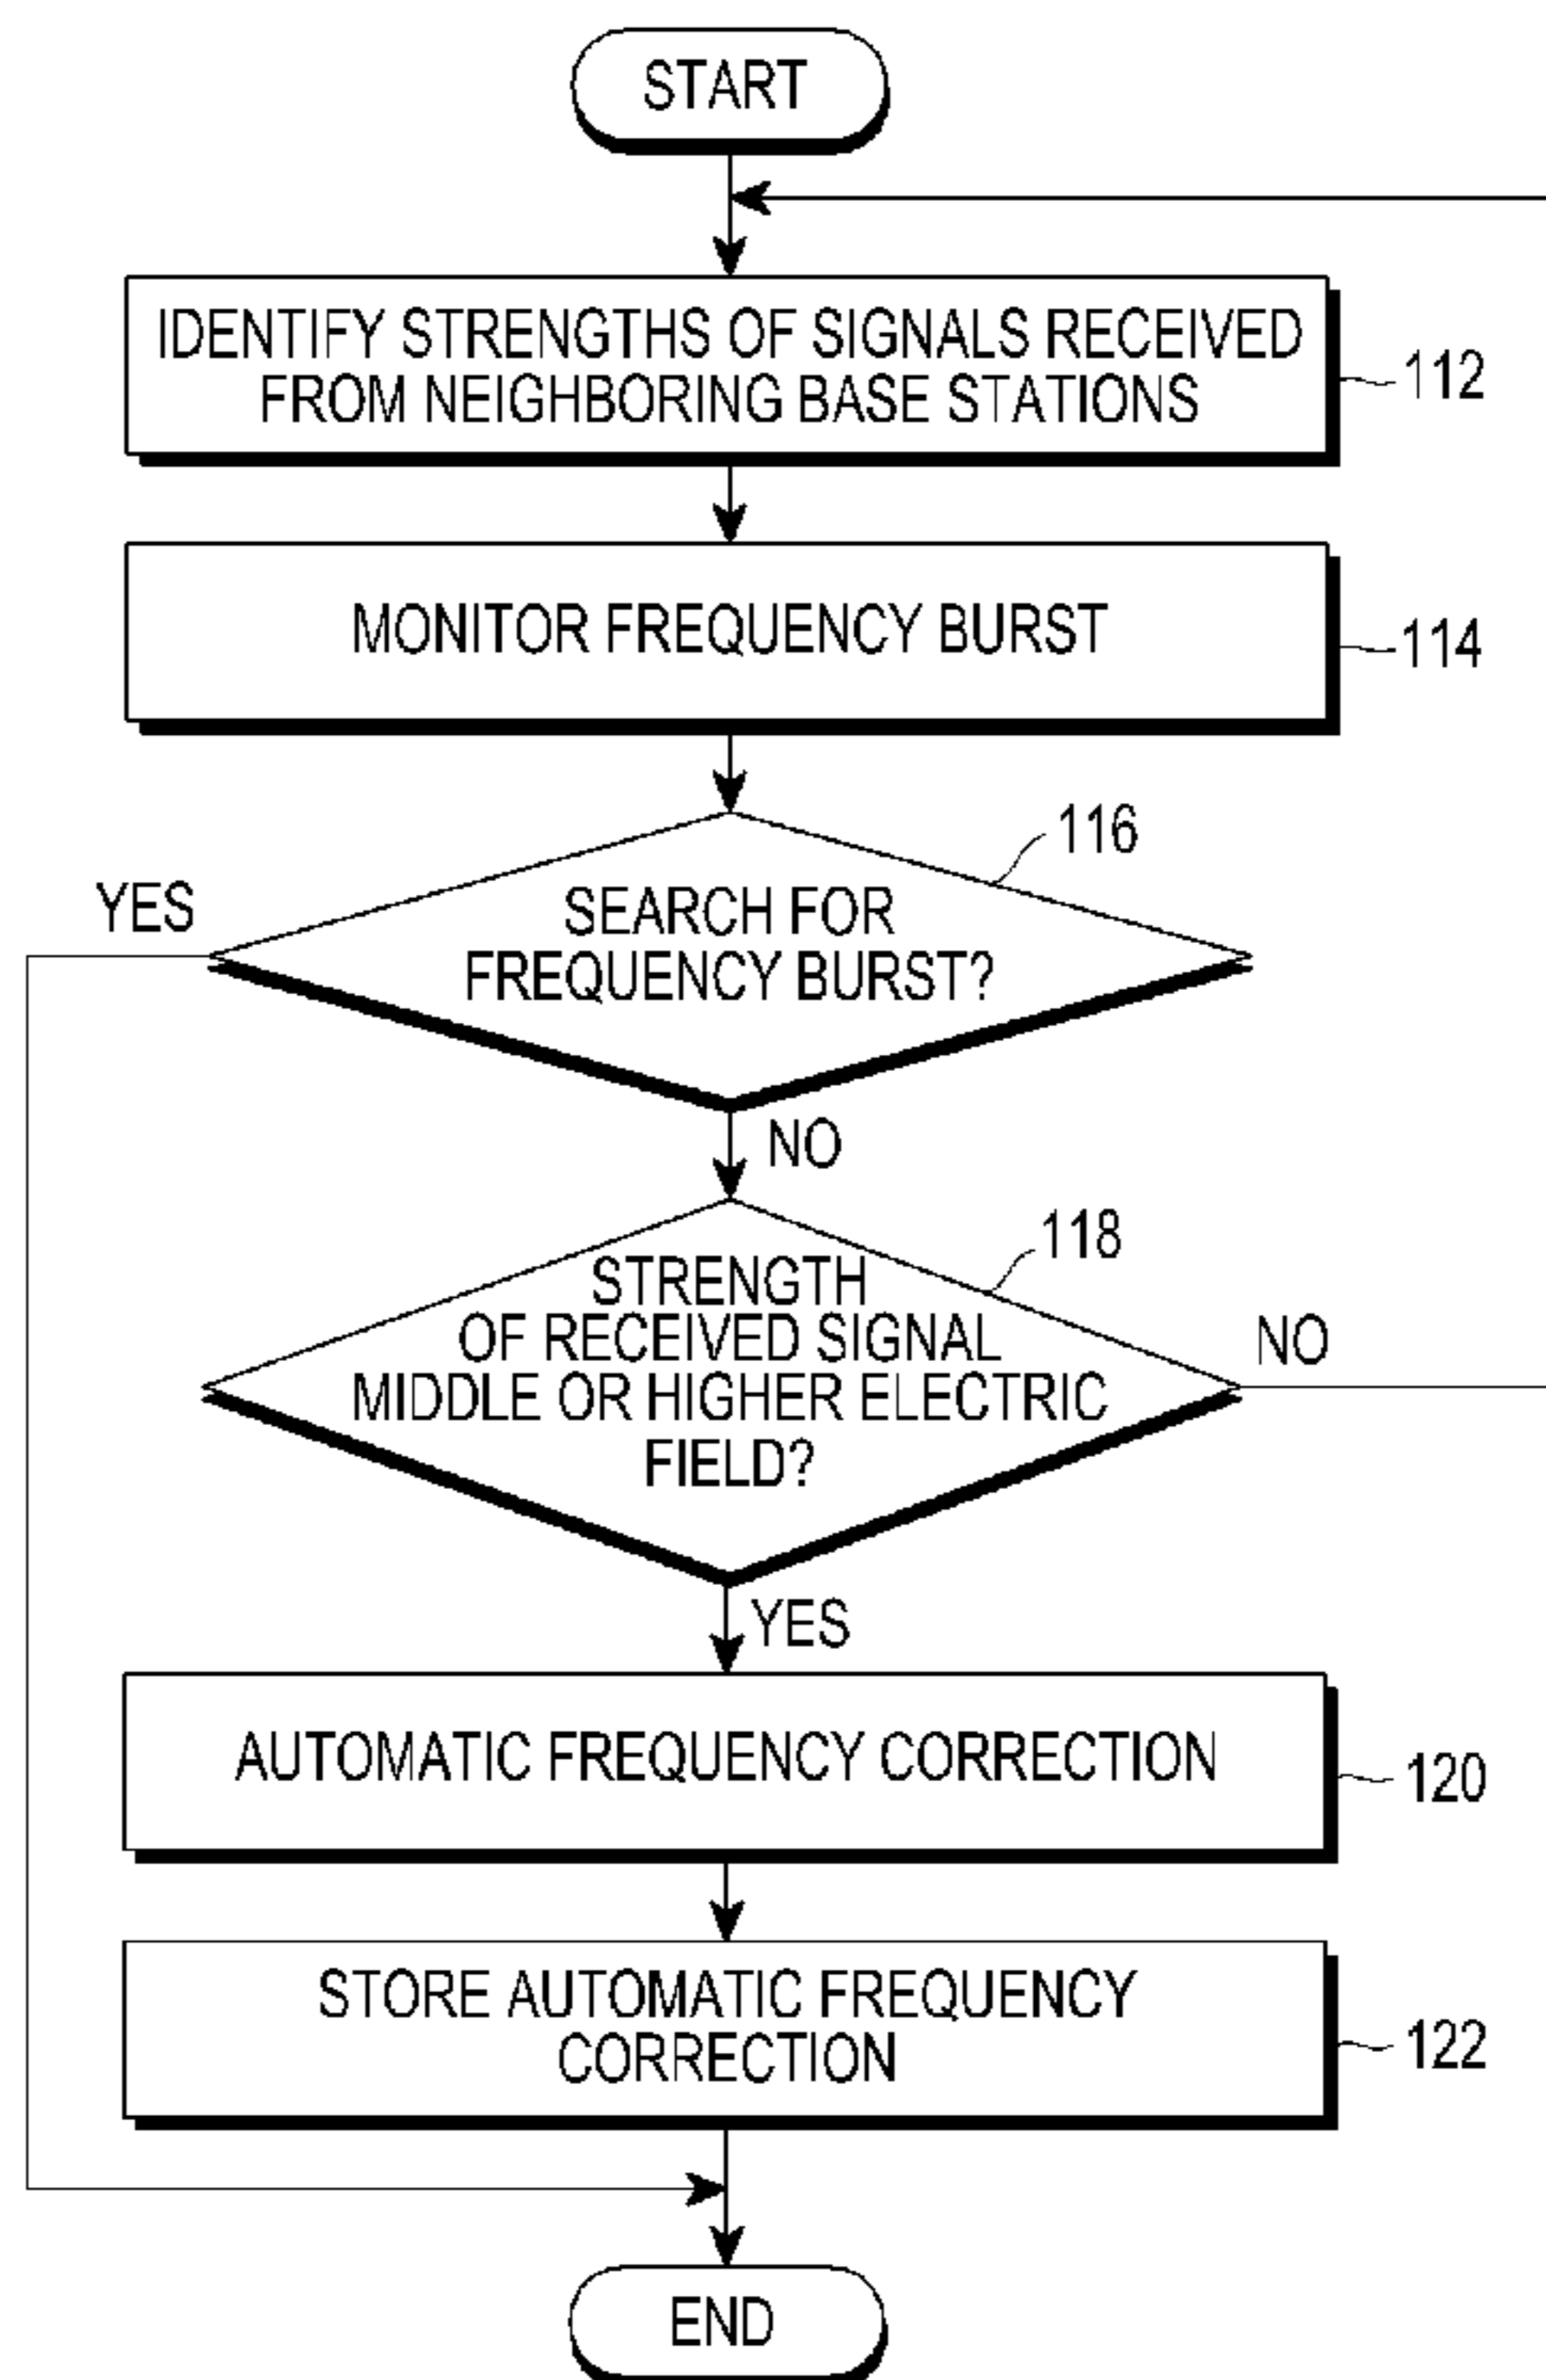 START
IDENTIFY STRENGTHS OF SIGNALS RECEIVED
FROM NEIGHBORING BASE STATIONS
112
MONITOR FREQUENCY BURST
114
116
YES
SEARCH FOR
FREQUENCY BURST?
NO
118
STRENGTH
OF RECEIVED SIGNAL
MIDDLE OR HIGHER ELECTRIC
FIELD?
NO
YES
AUTOMATIC FREQUENCY CORRECTION
120
STORE AUTOMATIC FREQUENCY
CORRECTION
122
END